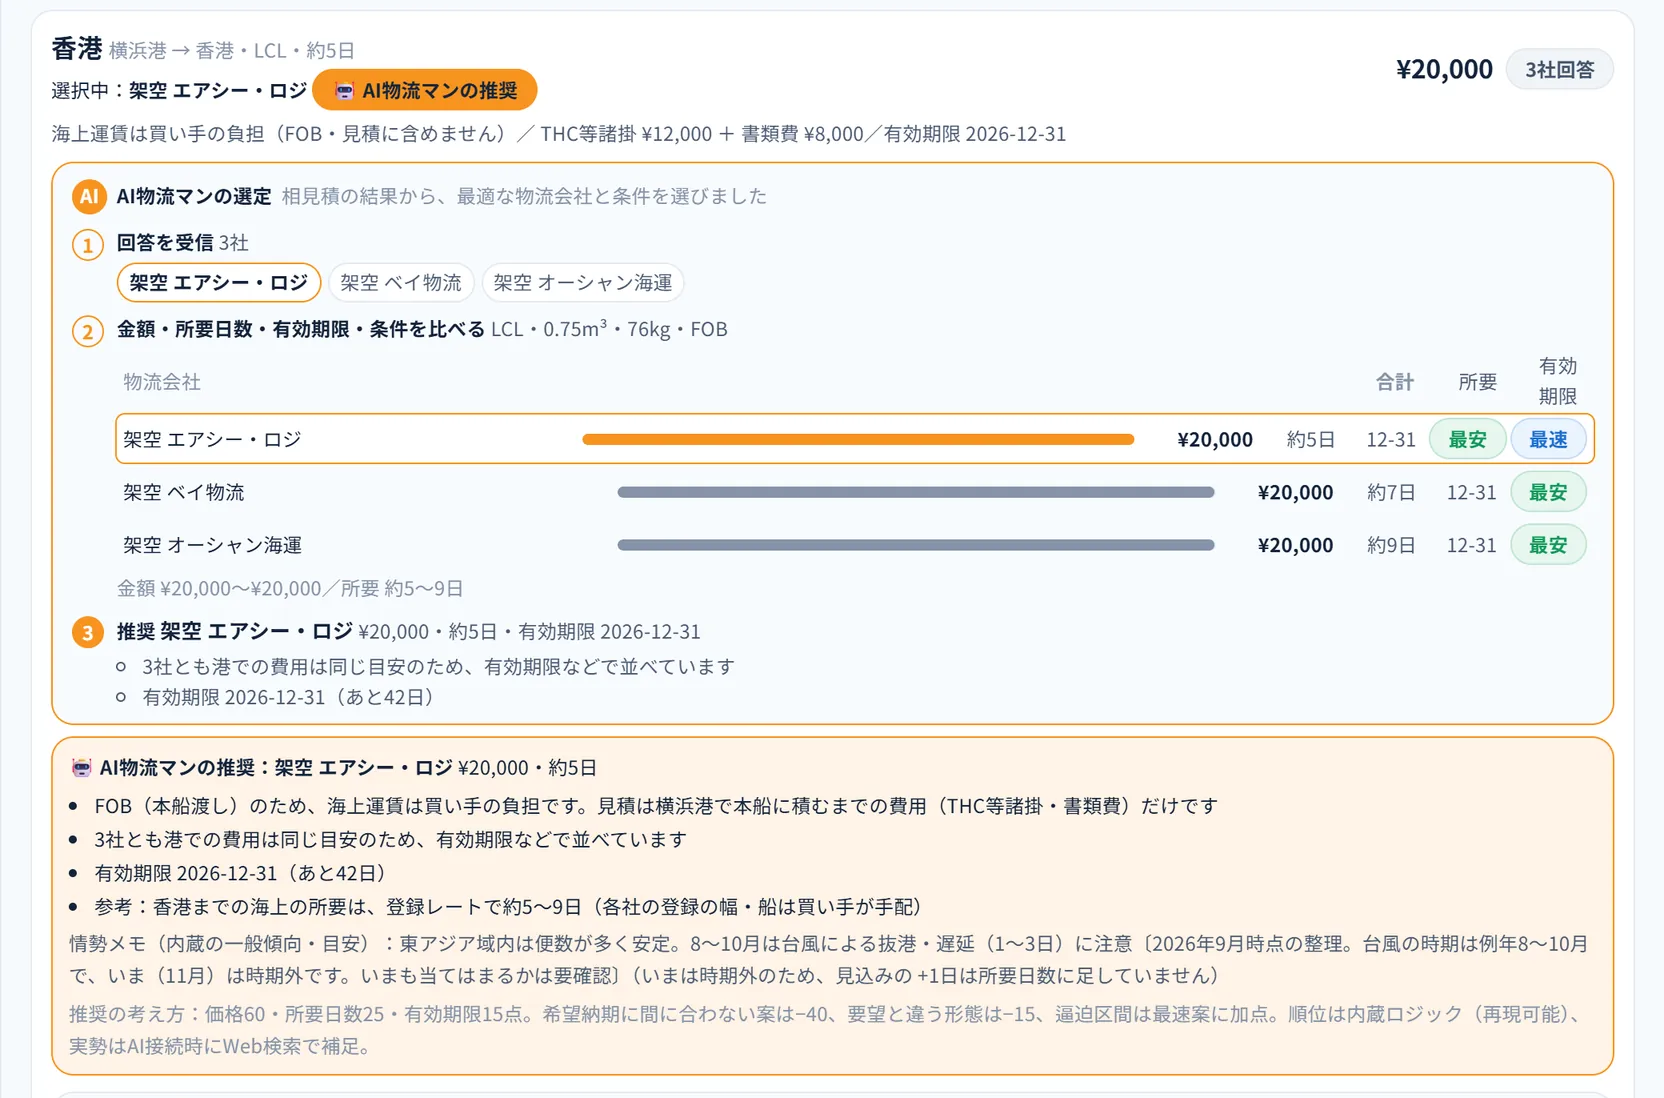 香港 横浜港 → 香港・LCL・約5日
¥20,000 3社回答
選択中：架空 エアシー・ロジ AI物流マンの推奨
海上運賃は買い手の負担（FOB・見積に含めません）／ THC等諸掛 ¥12,000 ＋ 書類費 ¥8,000／有効期限 2026-12-31
AI AI物流マンの選定 相見積の結果から、最適な物流会社と条件を選びました
1 回答を受信 3社
架空 エアシー・ロジ 架空 ベイ物流 架空 オーシャン海運
2 金額・所要日数・有効期限・条件を比べる LCL・0.75m³・76kg・FOB
物流会社 合計 所要 有効期限
架空 エアシー・ロジ ¥20,000 約5日 12-31 最安 最速
架空 ベイ物流 ¥20,000 約7日 12-31 最安
架空 オーシャン海運 ¥20,000 約9日 12-31 最安
金額 ¥20,000〜¥20,000／所要 約5〜9日
3 推奨 架空 エアシー・ロジ ¥20,000・約5日・有効期限 2026-12-31
3社とも港での費用は同じ目安のため、有効期限などで並べています
有効期限 2026-12-31（あと42日）
AI物流マンの推奨：架空 エアシー・ロジ ¥20,000・約5日
FOB（本船渡し）のため、海上運賃は買い手の負担です。見積は横浜港で本船に積むまでの費用（THC等諸掛・書類費）だけです
3社とも港での費用は同じ目安のため、有効期限などで並べています
有効期限 2026-12-31（あと42日）
参考：香港までの海上の所要は、登録レートで約5〜9日（各社の登録の幅・船は買い手が手配）
情勢メモ（内蔵の一般傾向・目安）：東アジア域内は便数が多く安定。8〜10月は台風による抜港・遅延（1〜3日）に注意〔2026年9月時点の整理。台風の時期は例年8〜10月
で、いま（11月）は時期外です。いまも当てはまるかは要確認〕（いまは時期外のため、見込みの +1日は所要日数に足していません）
推奨の考え方：価格60・所要日数25・有効期限15点。希望納期に間に合わない案は−40、要望と違う形態は−15、逼迫区間は最速案に加点。順位は内蔵ロジック（再現可能）、
実勢はAI接続時にWeb検索で補足。